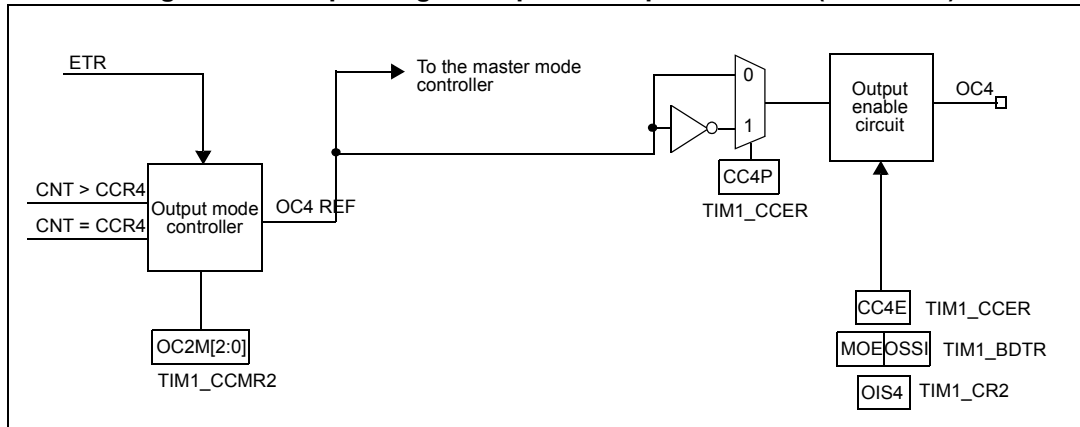 ETR
To the master mode
controller
0
1
Output
enable
circuit
OC4
CC4P
TIM1_CCER
CNT > CCR4
CNT = CCR4
Output mode
controller
OC4 REF
OC2M[2:0]
TIM1_CCMR2
CC4E TIM1_CCER
MOE OSSI TIM1_BDTR
OIS4 TIM1_CR2